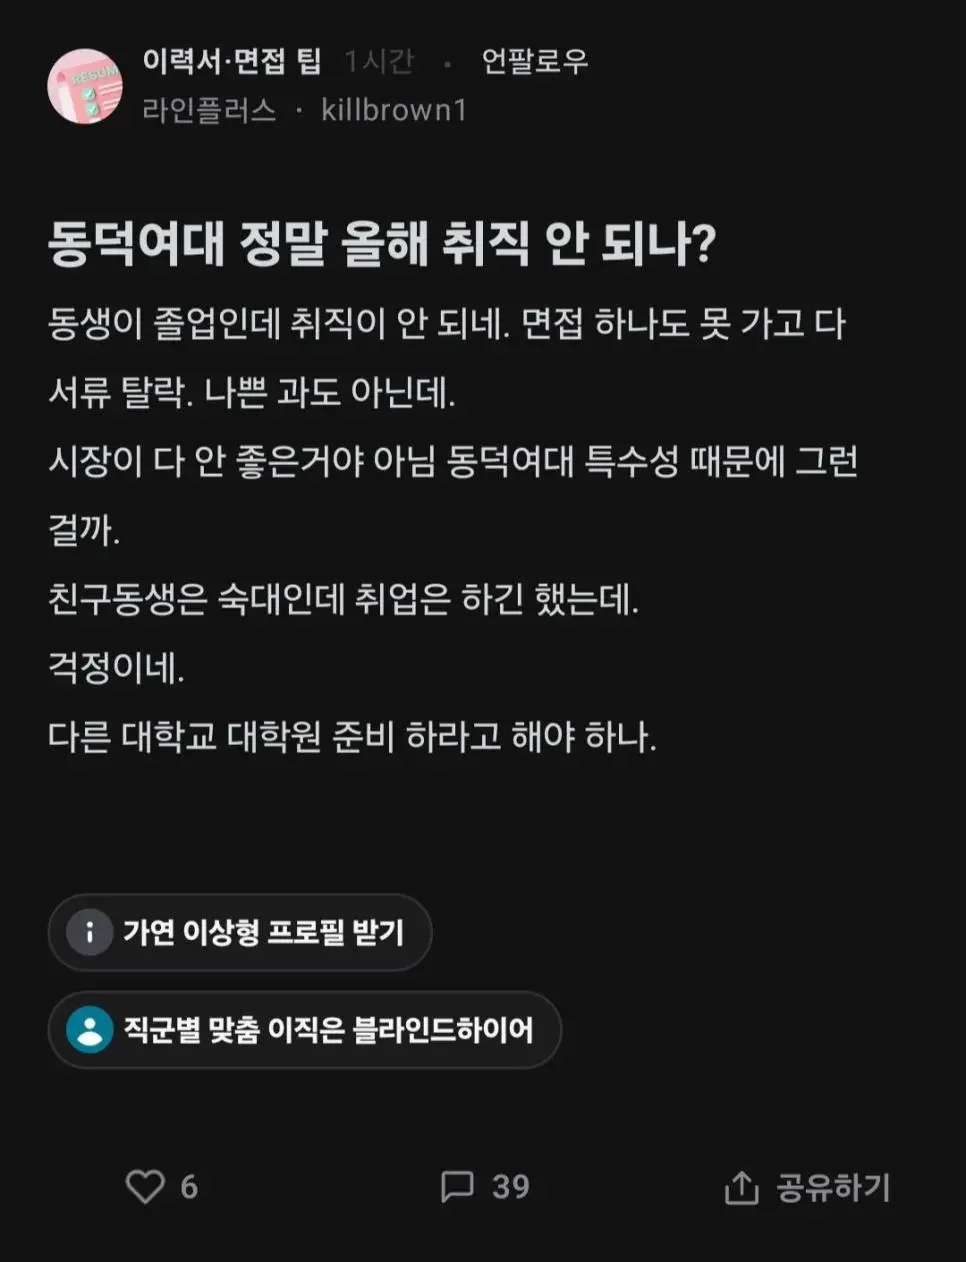 RESUM
이력서·면접 팁 1시간 · 언팔로우
라인플러스 · killbrown1
동덕여대 정말 올해 취직 안 되나?
동생이 졸업인데 취직이 안 되네. 면접 하나도 못 가고 다
서류 탈락. 나쁜 과도 아닌데.
시장이 다 안 좋은거야 아님 동덕여대 특수성 때문에 그런
걸까.
친구동생은 숙대인데 취업은 하긴 했는데.
걱정이네.
다른 대학교 대학원 준비 하라고 해야 하나.
가연 이상형 프로필 받기
직군별 맞춤 이직은 블라인드하이어
6 39 공유하기